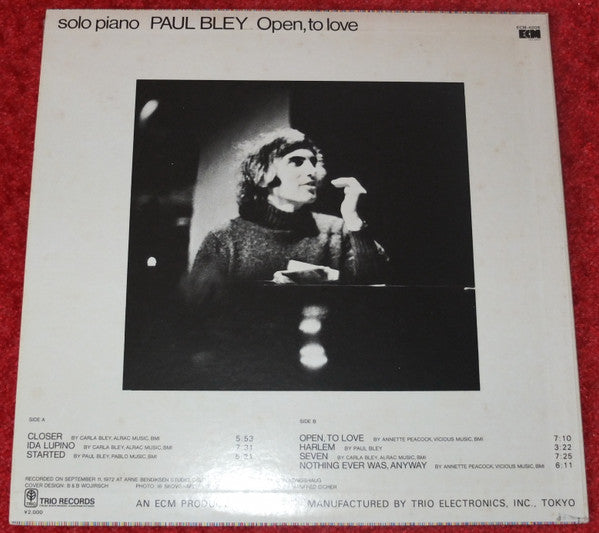 solo piano PAUL BLEY Open, to love
ECM
SIDE A
CLOSER BY CARLA BLEY, ALRAC MUSIC, BMI 5.53
IDA LUPINO BY CARLA BLEY, ALRAC MUSIC, BMI 7.31
STARTED BY PAUL BLEY, PABLO MUSIC, BMI
SIDE B
OPEN, TO LOVE BY ANNETTE PEACOCK, VICIOUS MUSIC, BMI 7:10
HARLEM BY PAUL BLEY 3:22
SEVEN BY CARLA BLEY, ALRAC MUSIC, BMI 7:25
NOTHING EVER WAS, ANYWAY BY ANNETTE PEACOCK, VICIOUS MUSIC, BMI 6:11
RECORDED ON SEPTEMBER 11, 1972 AT ARNE BENDIKSEN STUDIO,
COVER DESIGN: B & B WOJIRSCH PHOTO: EICHER
TRIO RECORDS
¥2,000
AN ECM MANUFACTURED BY TRIO ELECTRONICS, INC., TOKYO